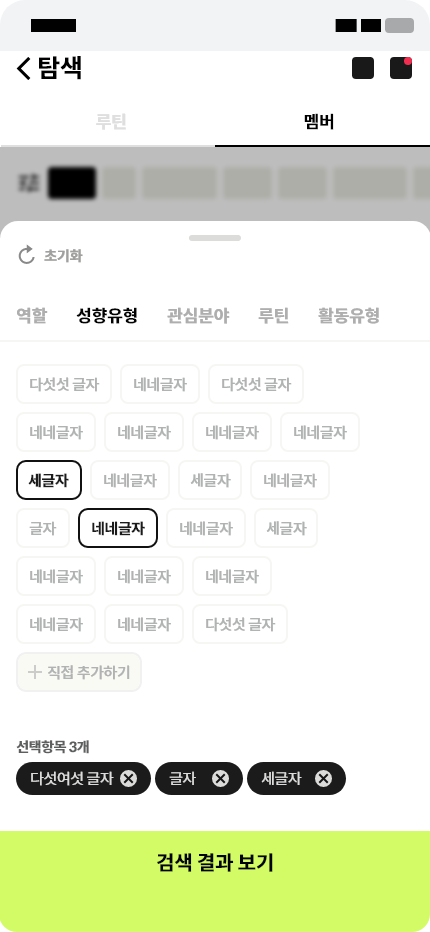 탐색
루틴 멤버
초기화
역할 성향유형 관심분야 루틴 활동유형
다섯섯 글자 네네글자 다섯섯 글자
네네글자 네네글자 네네글자 네네글자
세글자 네네글자 세글자 네네글자
글자 네네글자 네네글자 세글자
네네글자 네네글자 네네글자
네네글자 네네글자 다섯섯 글자
+ 직접 추가하기
선택항목 3개
다섯여섯 글자 글자 세글자
검색 결과 보기